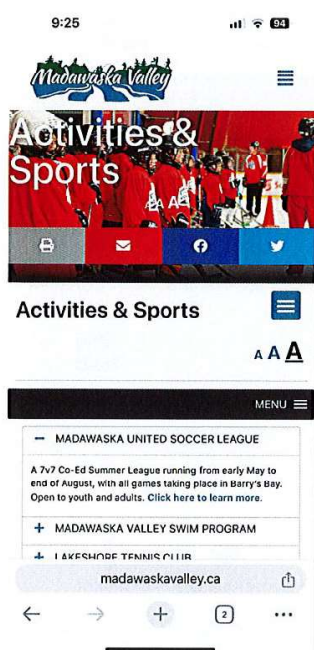 9:25
94
Madawaska Valley
Activities &
Sports
Activities & Sports
A A A
MENU
MADAWASKA UNITED SOCCER LEAGUE
A 7v7 Co-Ed Summer League running from early May to
end of August, with all games taking place in Barry's Bay.
Open to youth and adults. Click here to learn more.
MADAWASKA VALLEY SWIM PROGRAM
LAKESHORE TENNIS CLUB
madawaskavalley.ca
2